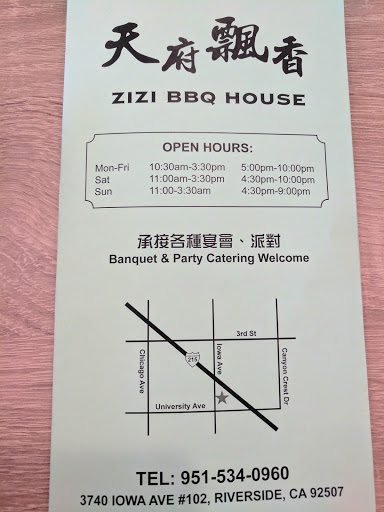 天府飄香
ZIZI BBQ HOUSE
OPEN HOURS:
Mon-Fri 10:30am-3:30pm 5:00pm-10:00pm
Sat 11:00am-3:30pm 4:30pm-10:00pm
Sun 11:00-3:30am 4:30pm-9:00pm
承接各種宴會、派對
Banquet & Party Catering Welcome
3rd St
Chicago Ave
215
Iowa Ave
Canyon Crest Dr
University Ave
TEL: 951-534-0960
3740 IOWA AVE #102, RIVERSIDE, CA 92507